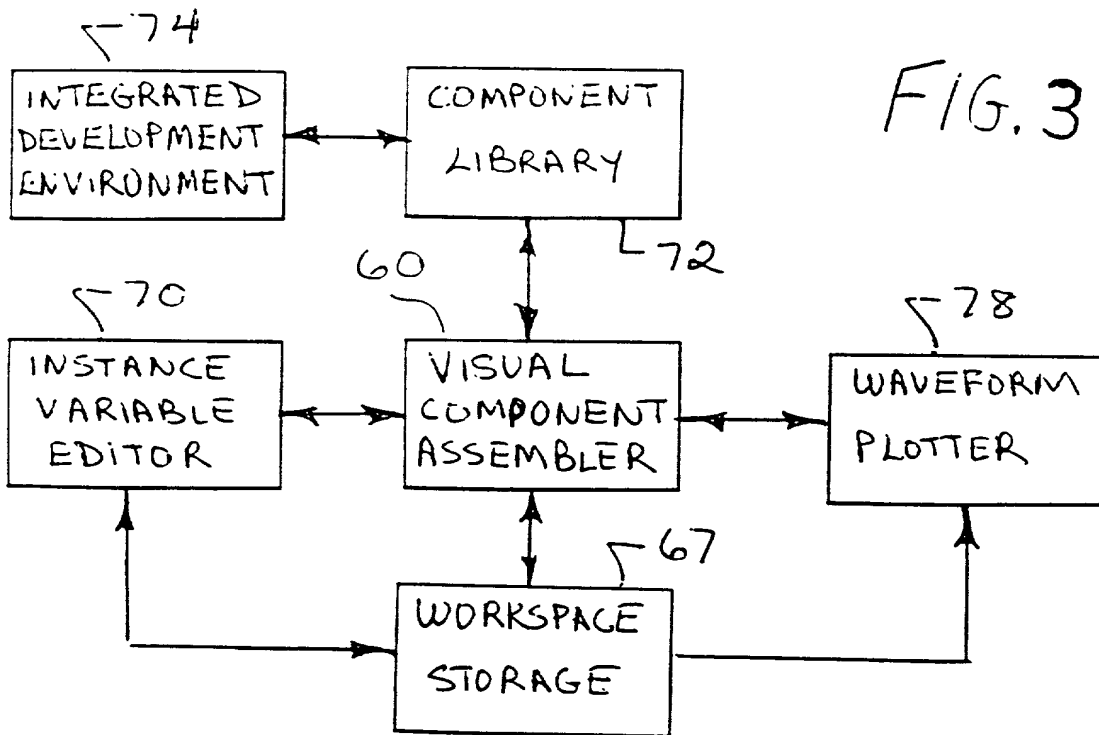 74
INTEGRATED
DEVELOPMENT
ENVIRONMENT
COMPONENT
LIBRARY
FIG. 3
72
60
70
INSTANCE
VARIABLE
EDITOR
VISUAL
COMPONENT
ASSEMBLER
78
WAVEFORM
PLOTTER
67
WORKSPACE
STORAGE